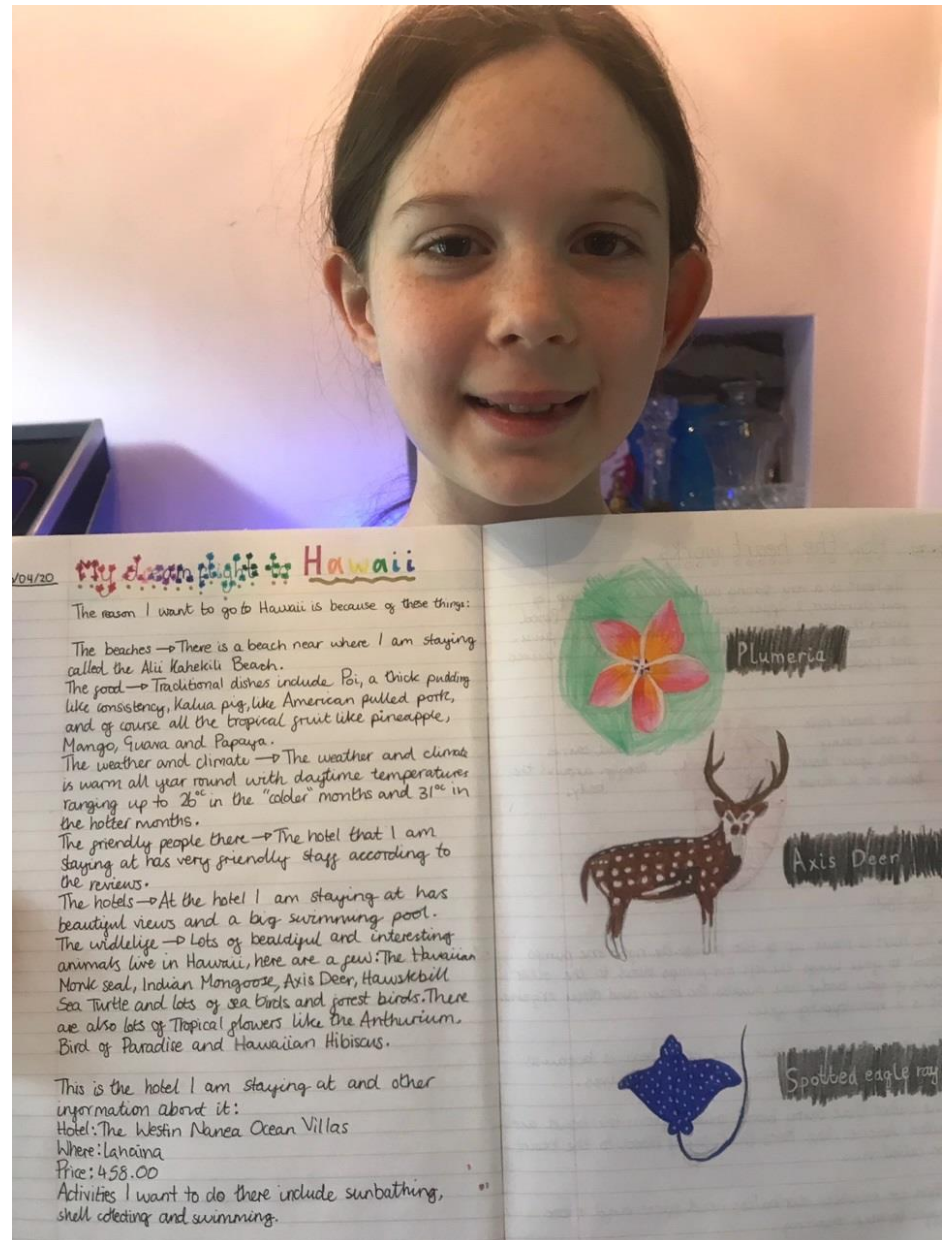 /04/20
My dream flight to Hawaii
The reason I want to go to Hawaii is because of these things:
The beaches → There is a beach near where I am staying
called the Alii Kahekili Beach.
The food → Traditional dishes include Poi, a thick pudding
like consistency, Kalua pig, like American pulled pork,
and of course all the tropical fruit like pineapple,
Mango, Guava and Papaya.
The weather and climate → The weather and climate
is warm all year round with daytime temperatures
ranging up to 26°c in the "colder" months and 31°c in
the hotter months.
The friendly people there → The hotel that I am
staying at has very friendly staff according to
the reviews.
The hotels → At the hotel I am staying at has
beautiful views and a big swimming pool.
The widlelife → Lots of beatdiful and interesting
animals live in Hawaii, here are a few: The Havaiian
Monk seal, Indian Mongoose, Axis Deer, Hawskbill
Sea Turtle and lots of sea birds and forest birds. There
are also lots of Tropical flowers like the Anthurium,
Bird of Paradise and Hawaiian Hibiscus.
This is the hotel I am staying at and other
information about it:
Hotel: The Westin Nanea Ocean Villas
Where: Lahaina
Price: 458.00
Activities I want to do there include sunbathing,
shell collecting and swimming.
Plumeria
Axis Deer
Spotted eagle ray